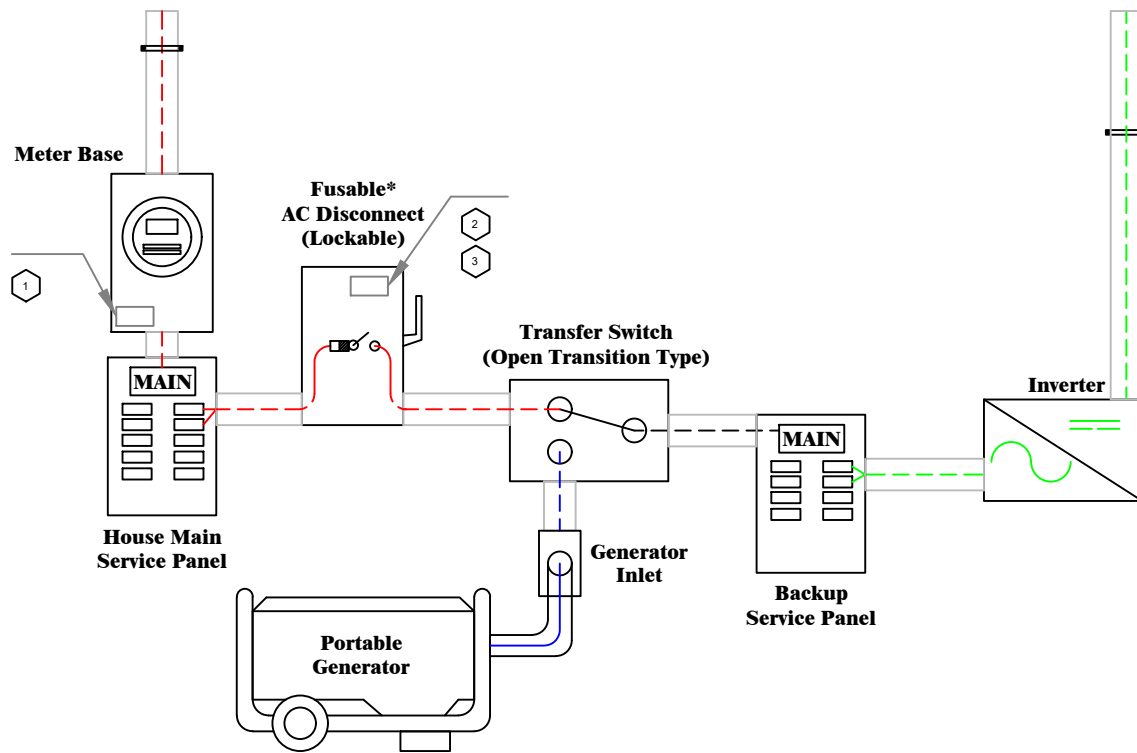 Meter Base
1
MAIN
House Main
Service Panel
Fusable*
AC Disconnect
(Lockable)
2
3
Transfer Switch
(Open Transition Type)
Generator
Inlet
Portable
Generator
MAIN
Backup
Service Panel
Inverter